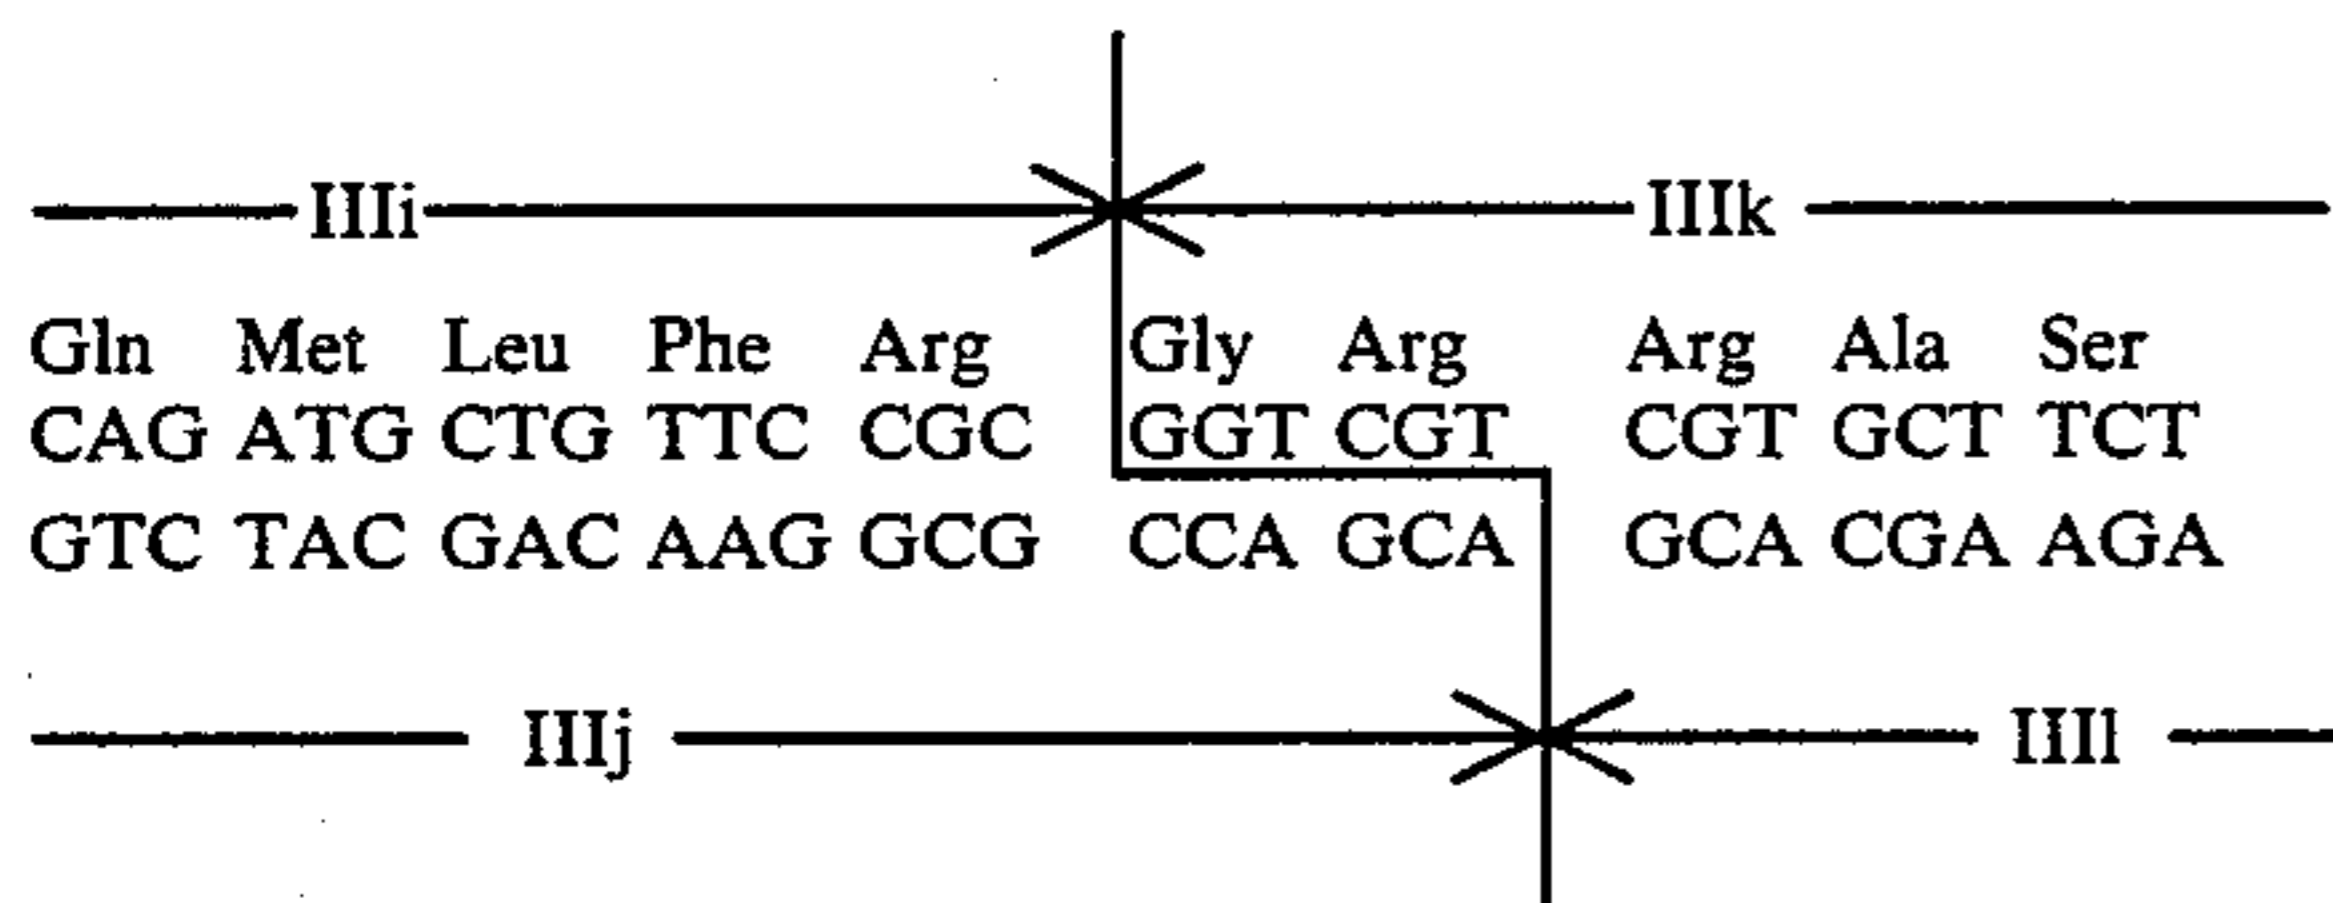 IIIi IIIk
Gln Met Leu Phe Arg Gly Arg Arg Ala Ser
CAG ATG CTG TTC CGC GGT CGT CGT GCT TCT
GTC TAC GAC AAG GCG CCA GCA GCA CGA AGA
IIIj IIIl